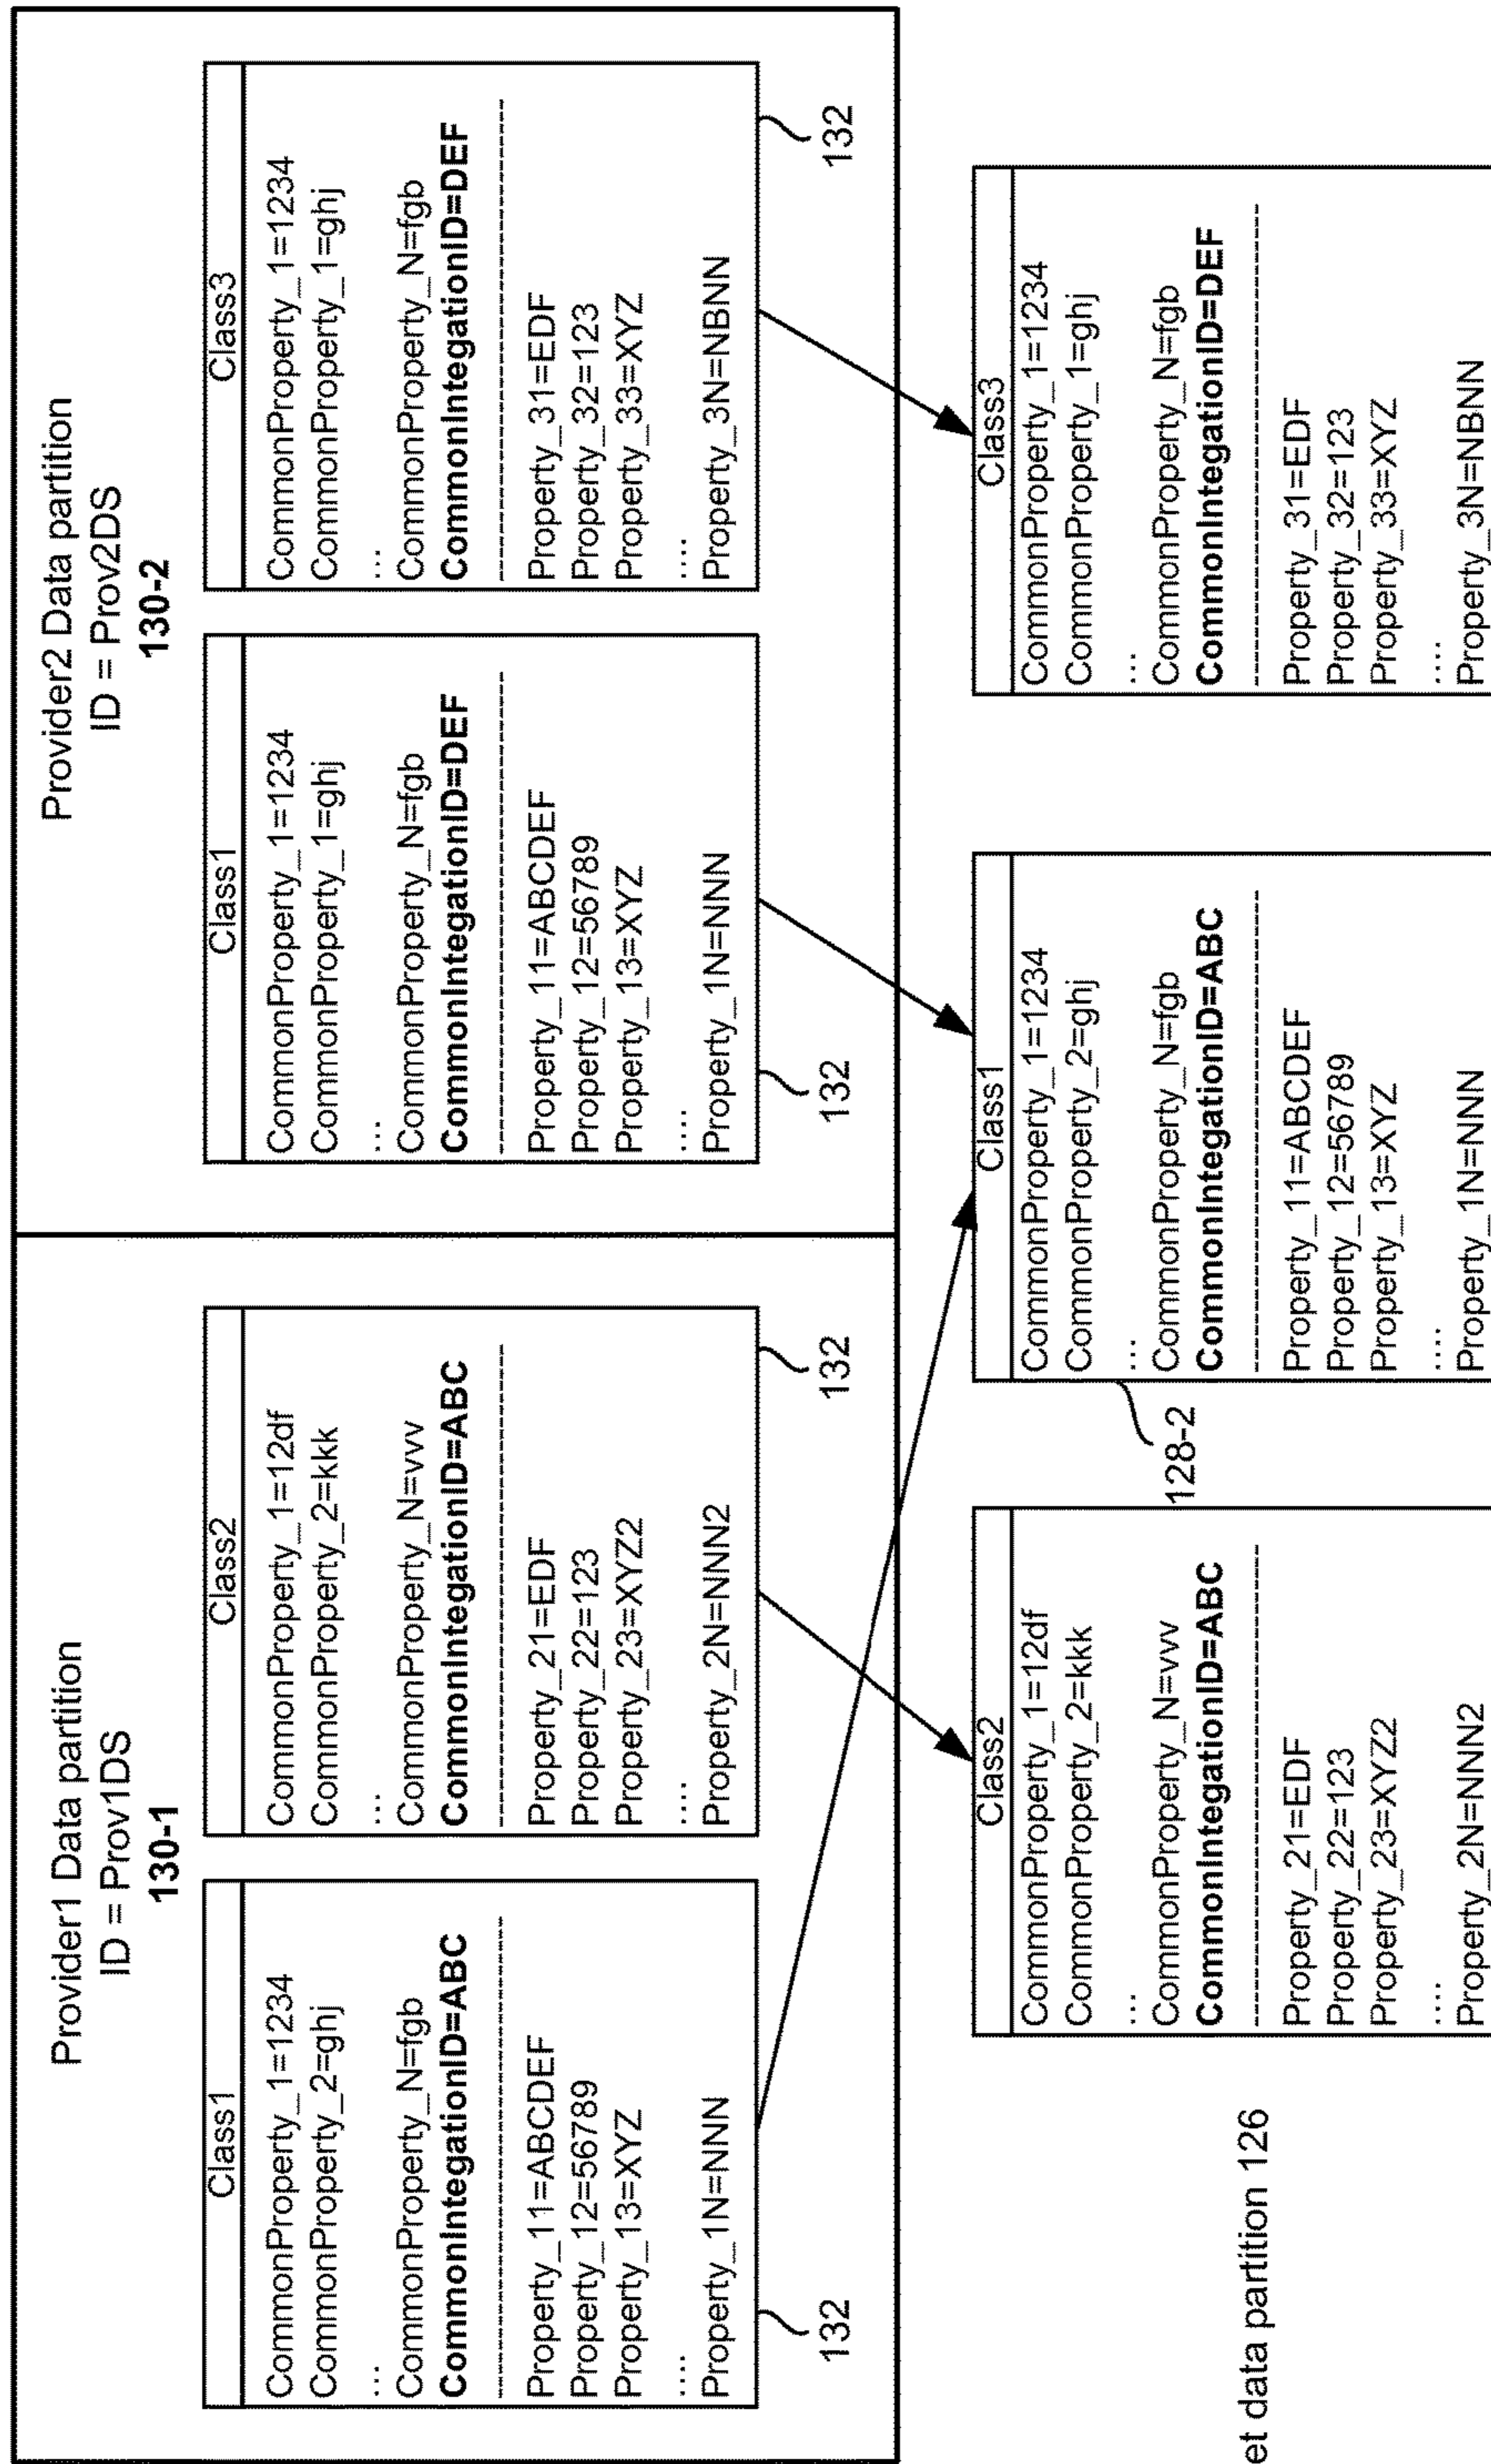 Provider1 Data partition
ID = Prov1DS
130-1
Class1
CommonProperty_1=1234
CommonProperty_2=ghj
...
CommonProperty_N=fgb
CommonIntegationID=ABC
Property_11=ABCDEF
Property_12=56789
Property_13=XYZ
....
Property_1N=NNN
132
Class2
CommonProperty_1=12df
CommonProperty_2=kkk
...
CommonProperty_N=vvv
CommonIntegationID=ABC
Property_21=EDF
Property_22=123
Property_23=XYZ2
....
Property_2N=NNN2
132
Provider2 Data partition
ID = Prov2DS
130-2
Class1
CommonProperty_1=1234
CommonProperty_1=ghj
...
CommonProperty_N=fgb
CommonIntegationID=DEF
Property_11=ABCDEF
Property_12=56789
Property_13=XYZ
....
Property_1N=NNN
132
Class3
CommonProperty_1=1234
CommonProperty_1=ghj
...
CommonProperty_N=fgb
CommonIntegationID=DEF
Property_31=EDF
Property_32=123
Property_33=XYZ
....
Property_3N=NBNN
132
et data partition 126
Class2
CommonProperty_1=12df
CommonProperty_2=kkk
...
CommonProperty_N=vvv
CommonIntegationID=ABC
Property_21=EDF
Property_22=123
Property_23=XYZ2
....
Property_2N=NNN2
128-2
Class1
CommonProperty_1=1234
CommonProperty_2=ghj
...
CommonProperty_N=fgb
CommonIntegationID=ABC
Property_11=ABCDEF
Property_12=56789
Property_13=XYZ
....
Property_1N=NNN
Class3
CommonProperty_1=1234
CommonProperty_1=ghj
...
CommonProperty_N=fgb
CommonIntegationID=DEF
Property_31=EDF
Property_32=123
Property_33=XYZ
....
Property_3N=NBNN